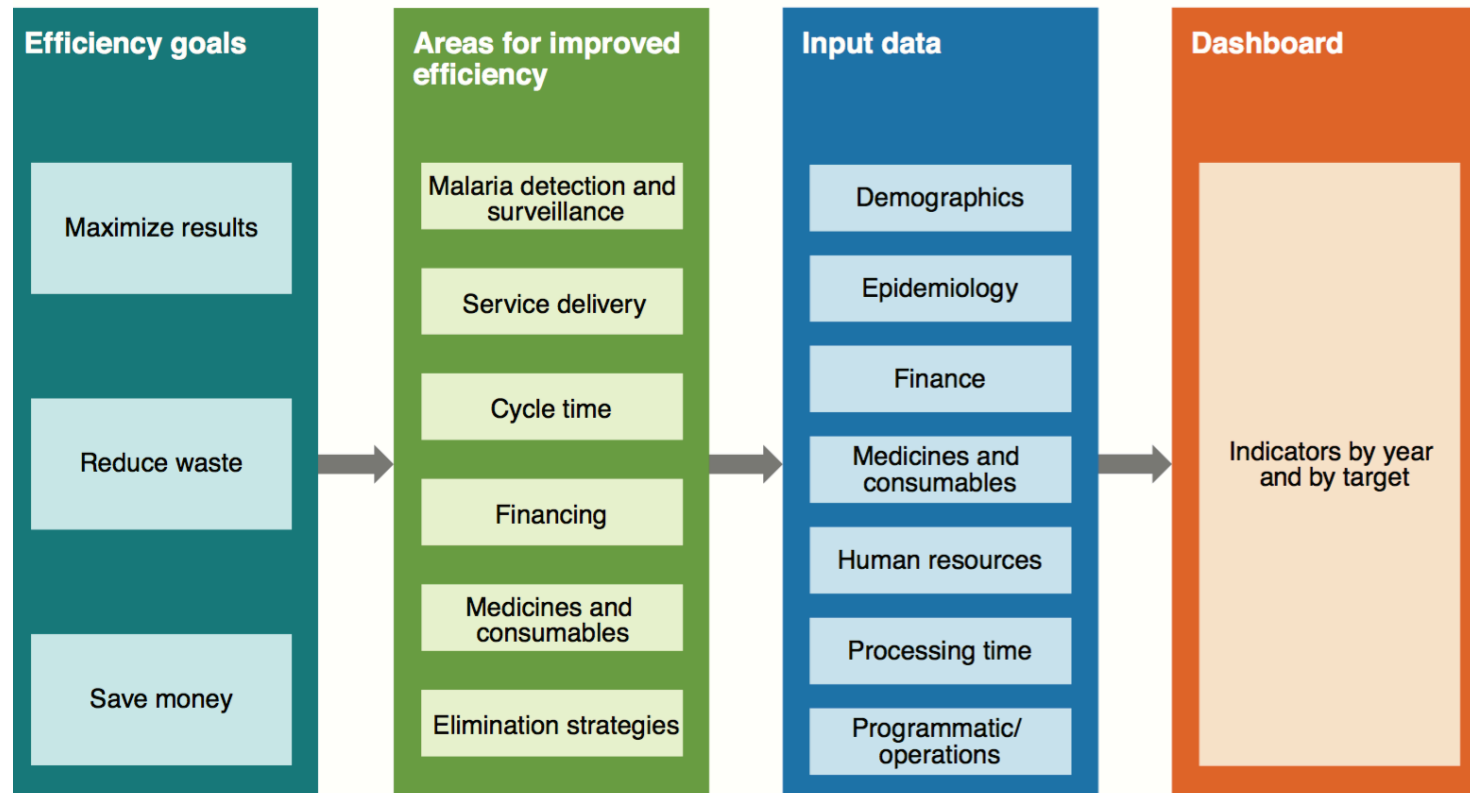 Efficiency goals
Maximize results
Reduce waste
Save money
Areas for improved
efficiency
Malaria detection and
surveillance
Service delivery
Cycle time
Financing
Medicines and
consumables
Elimination strategies
Input data
Demographics
Epidemiology
Finance
Medicines and
consumables
Human resources
Processing time
Programmatic/
operations
Dashboard
Indicators by year
and by target